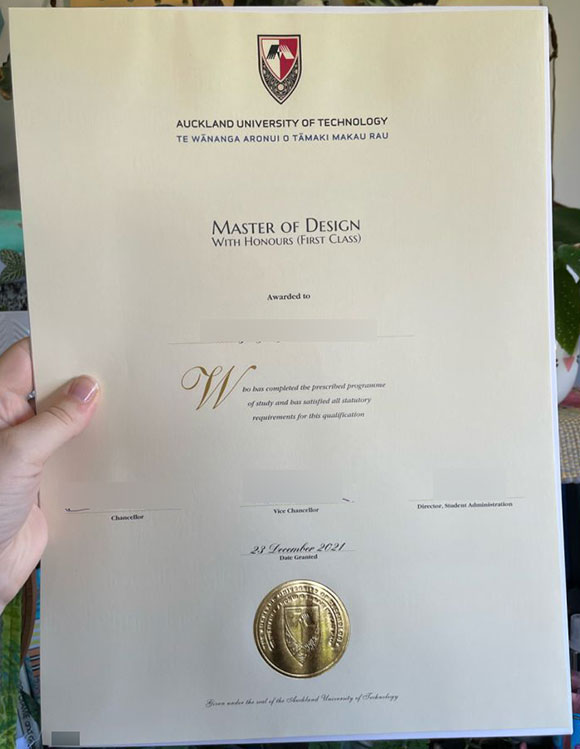 AUCKLAND UNIVERSITY OF TECHNOLOGY
TE WĀNANGA ARONUI O TĀMAKI MAKAU RAU
MASTER OF DESIGN
WITH HONOURS (FIRST CLASS)
Awarded to
Who has completed the prescribed programme
of study and has satisfied all statutory
requirements for this qualification
Chancellor
Vice Chancellor
Director, Student Administration
23 December 2021
Date Granted
Given under the seal of the Auckland University of Technology